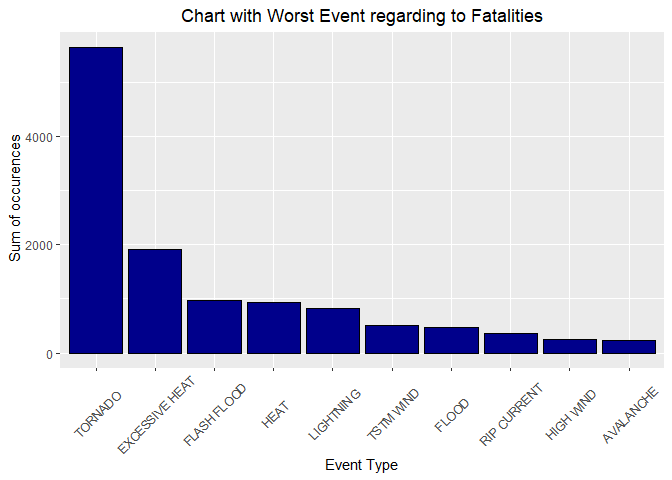 Chart with Worst Event regarding to Fatalities
Sum of occurences
4000
2000
0
TORNADO
EXCESSIVE HEAT
FLASH FLOOD
HEAT
LIGHTNING
TSTM WIND
FLOOD
RIP CURRENT
HIGH WIND
AVALANCHE
Event Type